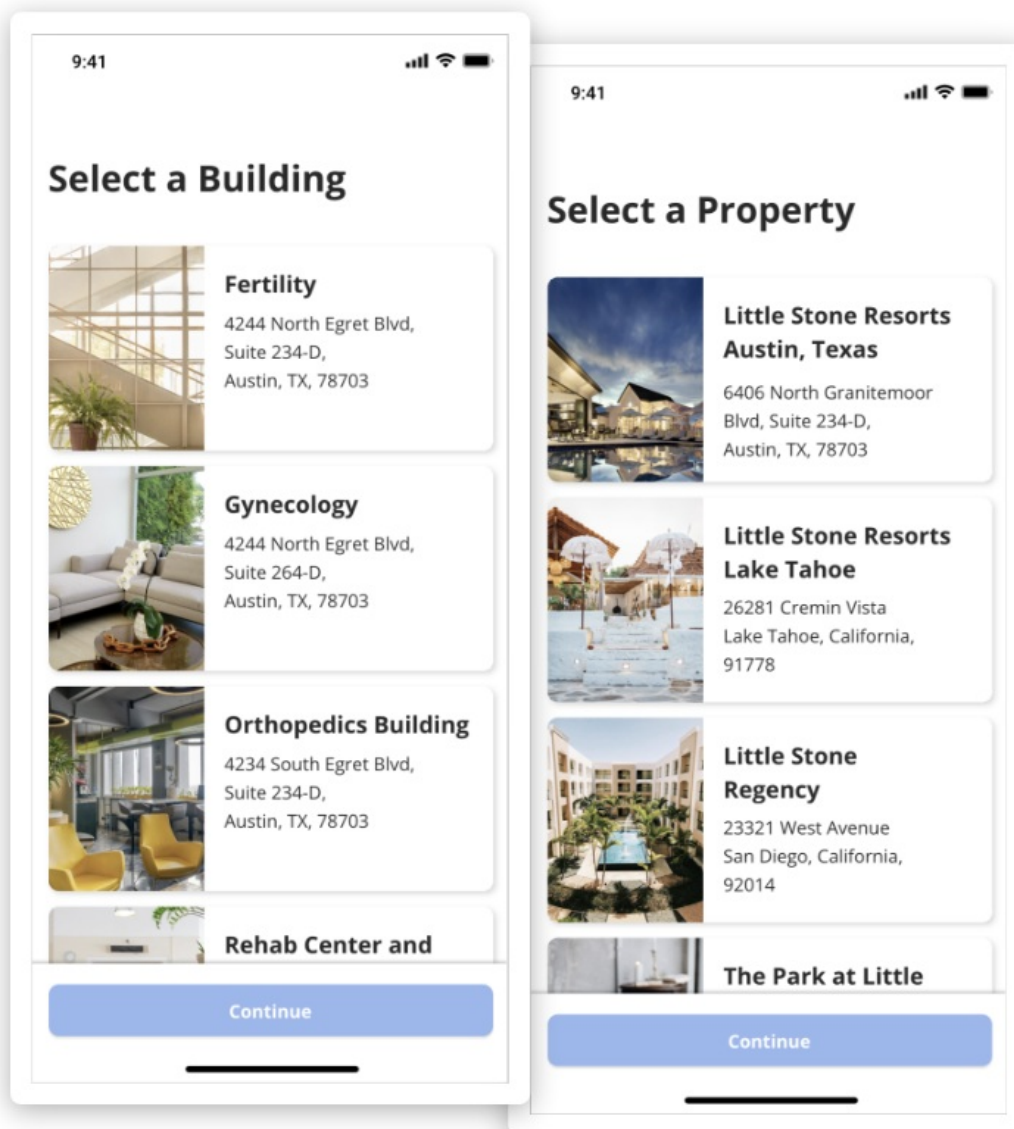 9:41
Select a Building
Fertility
4244 North Egret Blvd,
Suite 234-D,
Austin, TX, 78703
Gynecology
4244 North Egret Blvd,
Suite 264-D,
Austin, TX, 78703
Orthopedics Building
4234 South Egret Blvd,
Suite 234-D,
Austin, TX, 78703
Rehab Center and
Continue
9:41
Select a Property
Little Stone Resorts
Austin, Texas
6406 North Granitemoor
Blvd, Suite 234-D,
Austin, TX, 78703
Little Stone Resorts
Lake Tahoe
26281 Cremin Vista
Lake Tahoe, California,
91778
Little Stone
Regency
23321 West Avenue
San Diego, California,
92014
The Park at Little
Continue